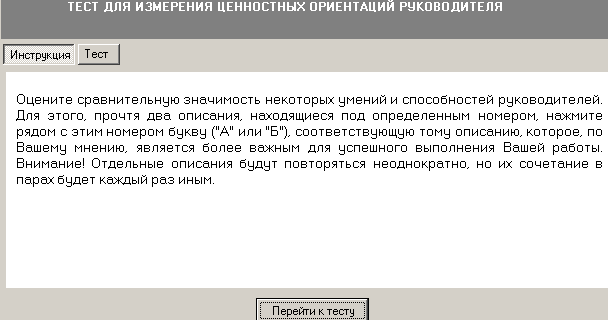 ТЕСТ ДЛЯ ИЗМЕРЕНИЯ ЦЕННОСТНЫХ ОРИЕНТАЦИЙ РУКОВОДИТЕЛЯ
Инструкция Тест
Оцените сравнительную значимость некоторых умений и способностей руководителей.
Для этого, прочтя два описания, находящиеся под определенным номером, нажмите
рядом с этим номером букву ("А" или "Б"), соответствующую тому описанию, которое, по
Вашему мнению, является более важным для успешного выполнения Вашей работы.
Внимание! Отдельные описания будут повторяться неоднократно, но их сочетание в
парах будет каждый раз иным.
Перейти к тесту